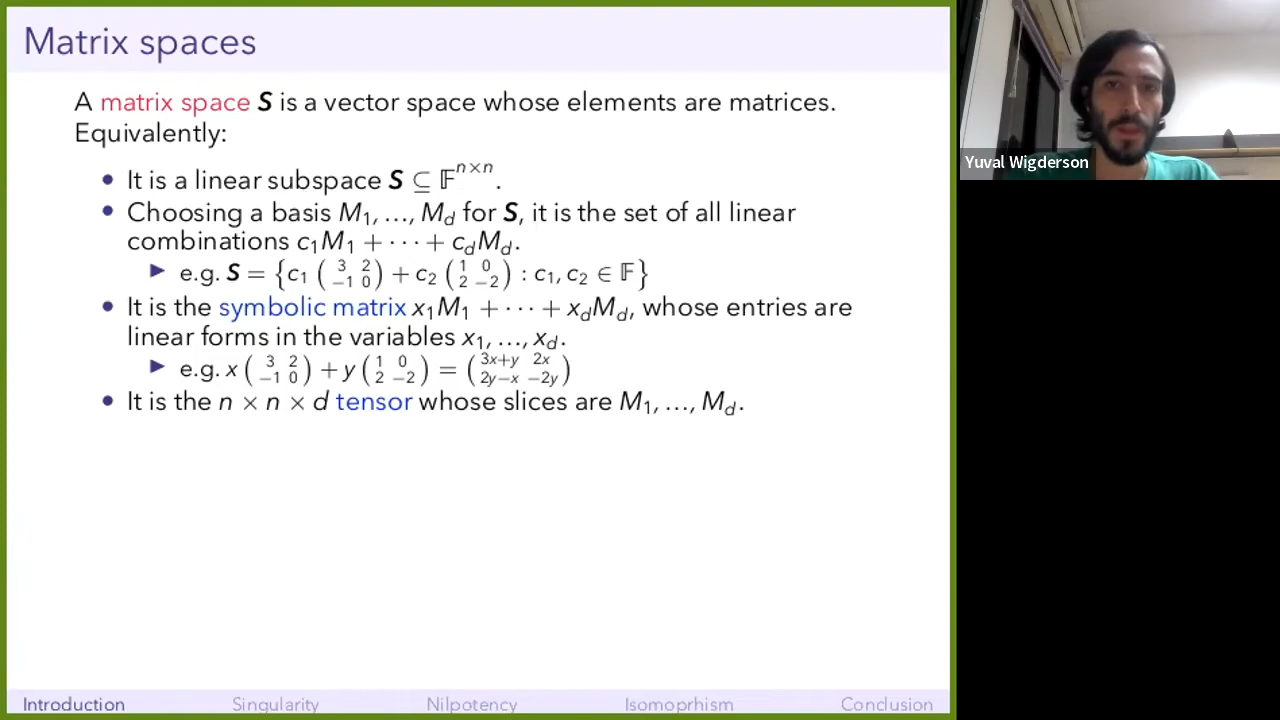 Matrix spaces
A matrix space S is a vector space whose elements are matrices.
Equivalently:
• It is a linear subspace S ⊆ 𝔽^{n×n}.
• Choosing a basis M₁, …, M_d for S, it is the set of all linear
combinations c₁M₁ + ⋯ + c_dM_d.
▶ e.g. S = {c₁ (3 2; −1 0) + c₂ (1 0; 2 −2) : c₁, c₂ ∈ 𝔽}
• It is the symbolic matrix x₁M₁ + ⋯ + x_dM_d, whose entries are
linear forms in the variables x₁, …, x_d.
▶ e.g. x (3 2; −1 0) + y (1 0; 2 −2) = (3x+y 2x; 2y−x −2y)
• It is the n × n × d tensor whose slices are M₁, …, M_d.
Introduction Singularity Nilpotency Isomoprhism Conclusion
Yuval Wigderson